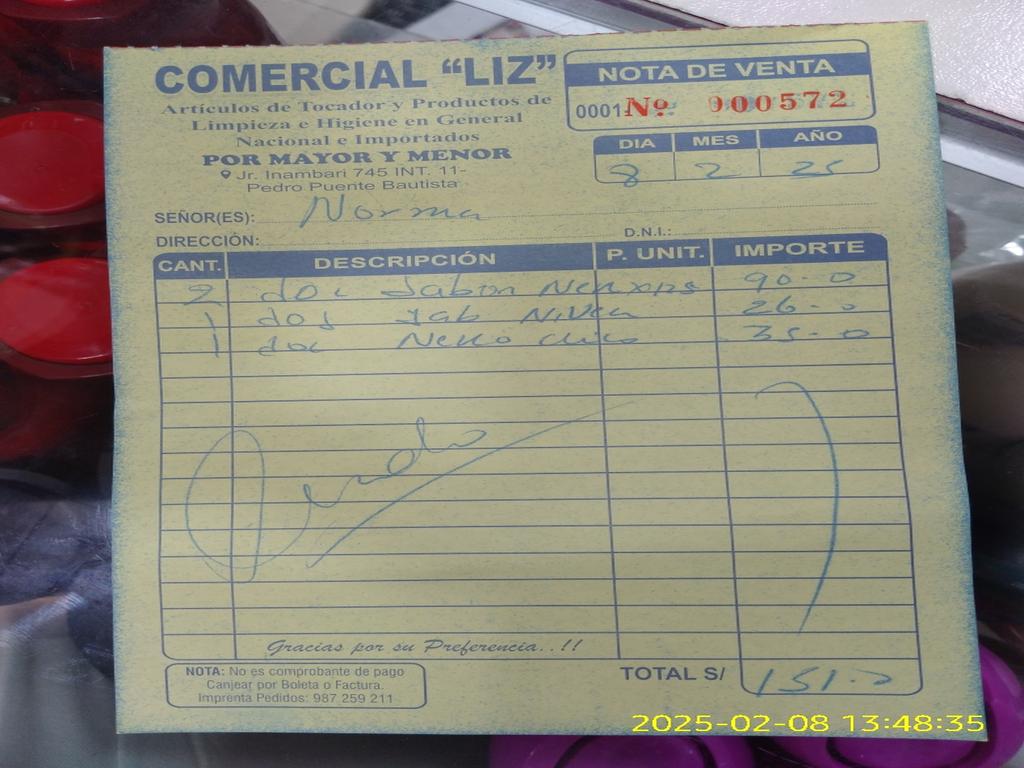 COMERCIAL "LIZ"
Artículos de Tocador y Productos de
Limpieza e Higiene en General
Nacional e Importados
POR MAYOR Y MENOR
Jr. Inambari 745 INT. 11-
Pedro Puente Bautista
NOTA DE VENTA
0001 Nº 000572
DIA MES AÑO
8 2 25
SEÑOR(ES): Norma
DIRECCIÓN: D.N.I.:
CANT. DESCRIPCIÓN P. UNIT. IMPORTE
2 doc Jabon 90-0
1 doc Jab Nivea 26-0
1 doc chico 35-0
Gracias por su Preferencia..!!
NOTA: No es comprobante de pago
Canjear por Boleta o Factura.
Imprenta Pedidos: 987 259 211
TOTAL S/ 151-0
2025-02-08 13:48:35